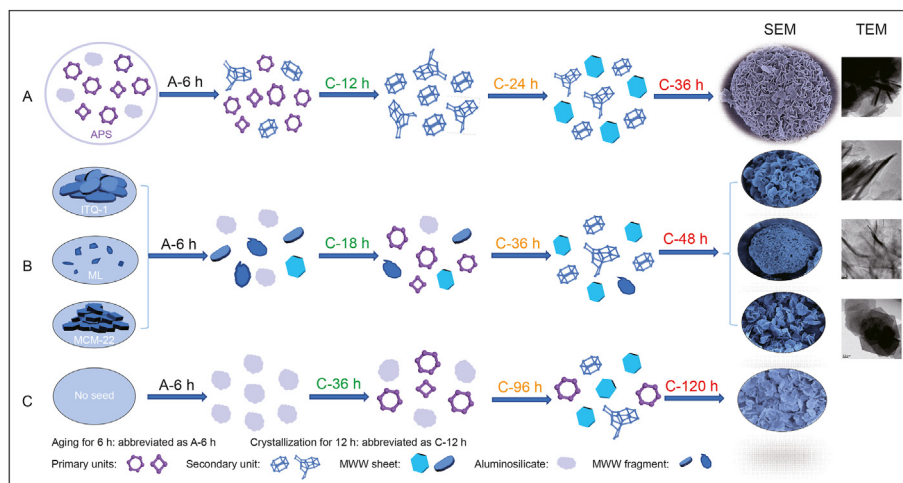 SEM TEM
A A-6 h C-12 h C-24 h C-36 h
APS
ITQ-1
B ML A-6 h C-18 h C-36 h C-48 h
MCM-22
C No seed A-6 h C-36 h C-96 h C-120 h
Aging for 6 h: abbreviated as A-6 h Crystallization for 12 h: abbreviated as C-12 h
Primary units: Secondary unit: MWW sheet: Aluminosilicate: MWW fragment: